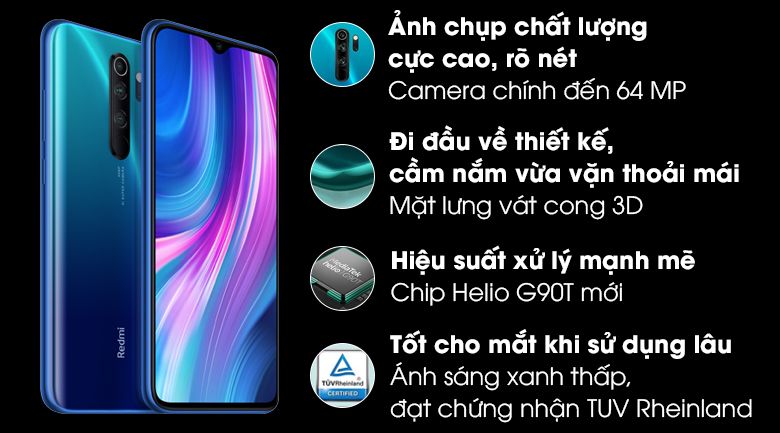 Ảnh chụp chất lượng
cực cao, rõ nét
Camera chính đến 64 MP
Đi đầu về thiết kế,
cầm nắm vừa vặn thoải mái
Mặt lưng vát cong 3D
MediaTek
helio G90T
Hiệu suất xử lý mạnh mẽ
Chip Helio G90T mới
TÜVRheinland
CERTIFIED
Tốt cho mắt khi sử dụng lâu
Ánh sáng xanh thấp,
đạt chứng nhận TUV Rheinland
Redmi